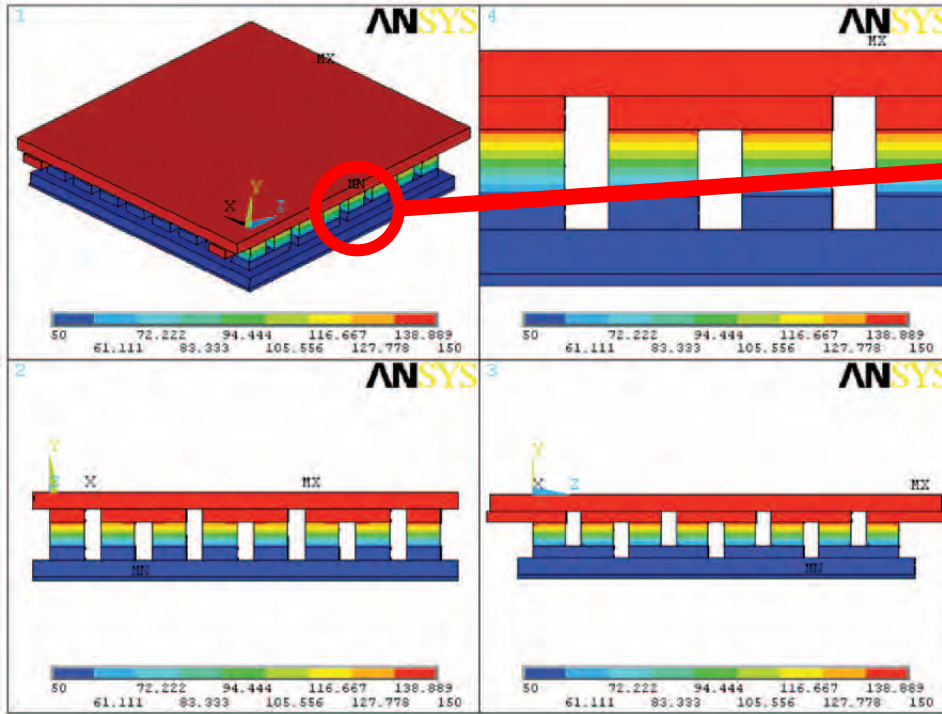 1
ANSYS
MX
MN
Y
X Z
50 72.222 94.444 116.667 138.889
61.111 83.333 105.556 127.778 150
4
ANSYS
MX
50 72.222 94.444 116.667 138.889
61.111 83.333 105.556 127.778 150
2
ANSYS
Y
Z X MX
MN
50 72.222 94.444 116.667 138.889
61.111 83.333 105.556 127.778 150
3
ANSYS
Y
X Z MX
MN
50 72.222 94.444 116.667 138.889
61.111 83.333 105.556 127.778 150